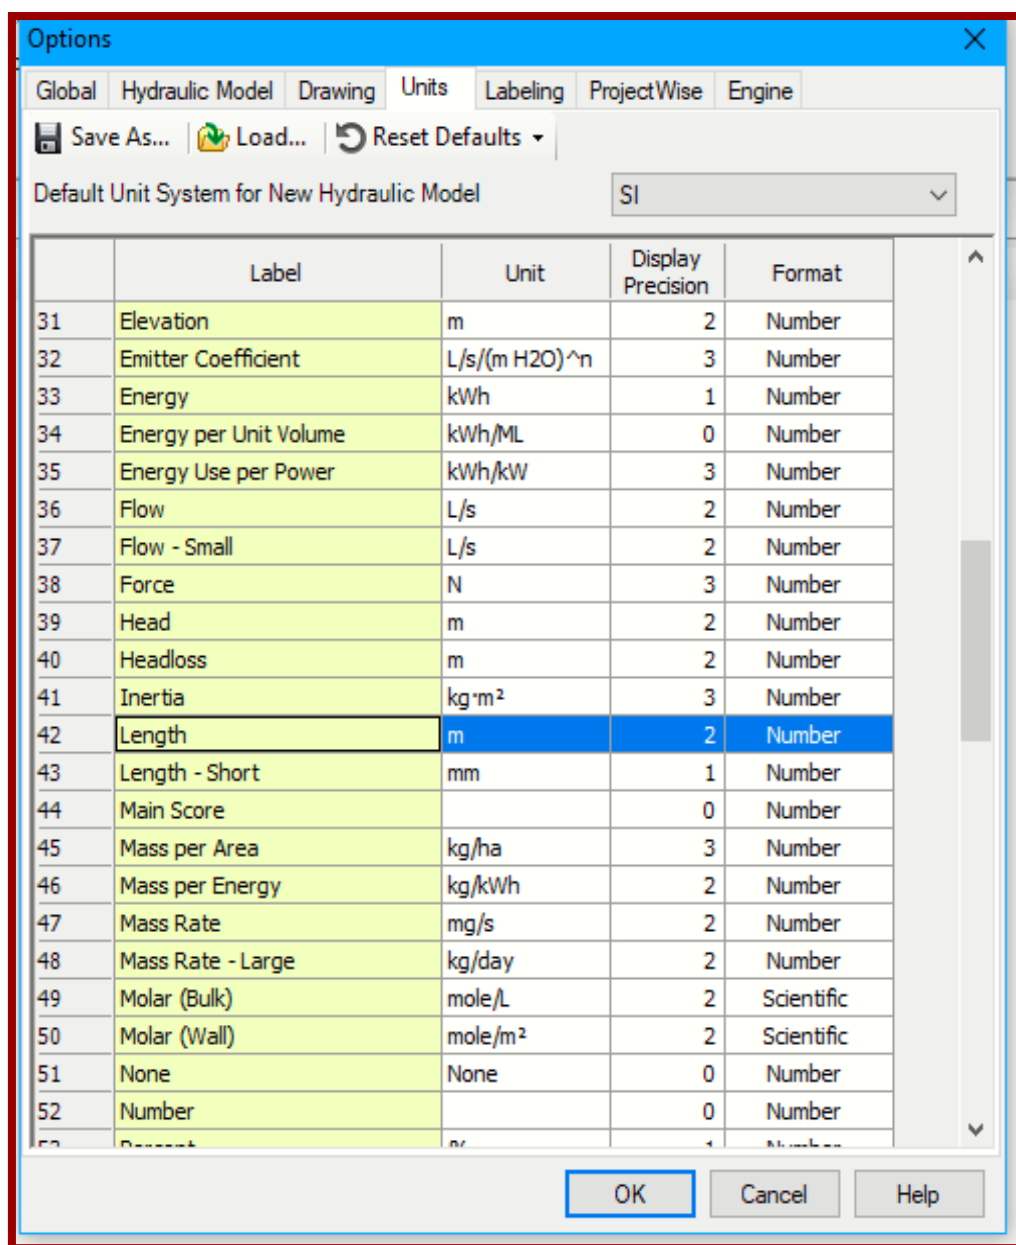 Options
Global Hydraulic Model Drawing Units Labeling ProjectWise Engine
Save As... Load... Reset Defaults
Default Unit System for New Hydraulic Model SI
Label Unit Display Precision Format
31 Elevation m 2 Number
32 Emitter Coefficient L/s/(m H2O)^n 3 Number
33 Energy kWh 1 Number
34 Energy per Unit Volume kWh/ML 0 Number
35 Energy Use per Power kWh/kW 3 Number
36 Flow L/s 2 Number
37 Flow - Small L/s 2 Number
38 Force N 3 Number
39 Head m 2 Number
40 Headloss m 2 Number
41 Inertia kg·m² 3 Number
42 Length m 2 Number
43 Length - Short mm 1 Number
44 Main Score 0 Number
45 Mass per Area kg/ha 3 Number
46 Mass per Energy kg/kWh 2 Number
47 Mass Rate mg/s 2 Number
48 Mass Rate - Large kg/day 2 Number
49 Molar (Bulk) mole/L 2 Scientific
50 Molar (Wall) mole/m² 2 Scientific
51 None None 0 Number
52 Number 0 Number
53 Percent % 1 Number
OK Cancel Help